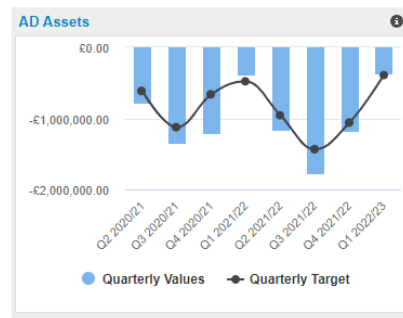 AD Assets
£0.00
-£1,000,000.00
-£2,000,000.00
Q2 2020/21
Q3 2020/21
Q4 2020/21
Q1 2021/22
Q2 2021/22
Q3 2021/22
Q4 2021/22
Q1 2022/23
Quarterly Values
Quarterly Target